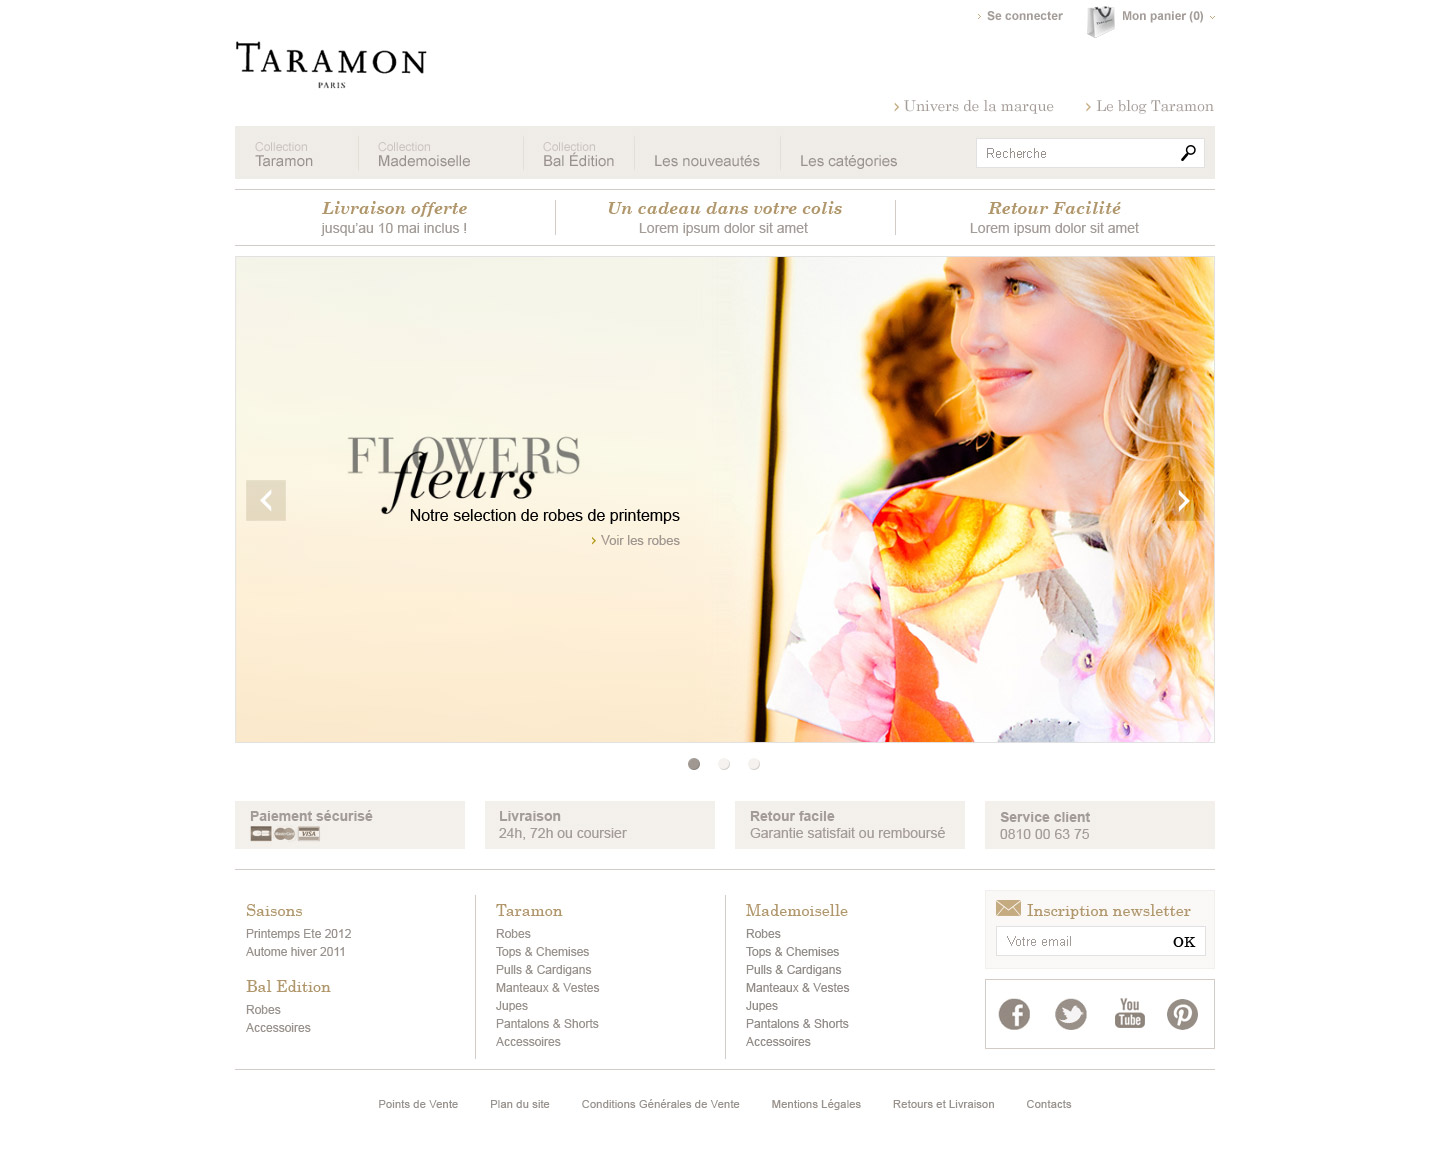 Se connecter
Mon panier (0)
TARAMON
PARIS
Univers de la marque
Le blog Taramon
Collection
Taramon
Collection
Mademoiselle
Collection
Bal Édition
Les nouveautés
Les catégories
Recherche
Livraison offerte
jusqu'au 10 mai inclus !
Un cadeau dans votre colis
Lorem ipsum dolor sit amet
Retour Facilité
Lorem ipsum dolor sit amet
FLOWERS
fleurs
Notre selection de robes de printemps
Voir les robes
Paiement sécurisé
VISA
Livraison
24h, 72h ou coursier
Retour facile
Garantie satisfait ou remboursé
Service client
0810 00 63 75
Saisons
Printemps Ete 2012
Autome hiver 2011
Bal Edition
Robes
Accessoires
Taramon
Robes
Tops & Chemises
Pulls & Cardigans
Manteaux & Vestes
Jupes
Pantalons & Shorts
Accessoires
Mademoiselle
Robes
Tops & Chemises
Pulls & Cardigans
Manteaux & Vestes
Jupes
Pantalons & Shorts
Accessoires
Inscription newsletter
Votre email
OK
You
Tube
Points de Vente
Plan du site
Conditions Générales de Vente
Mentions Légales
Retours et Livraison
Contacts